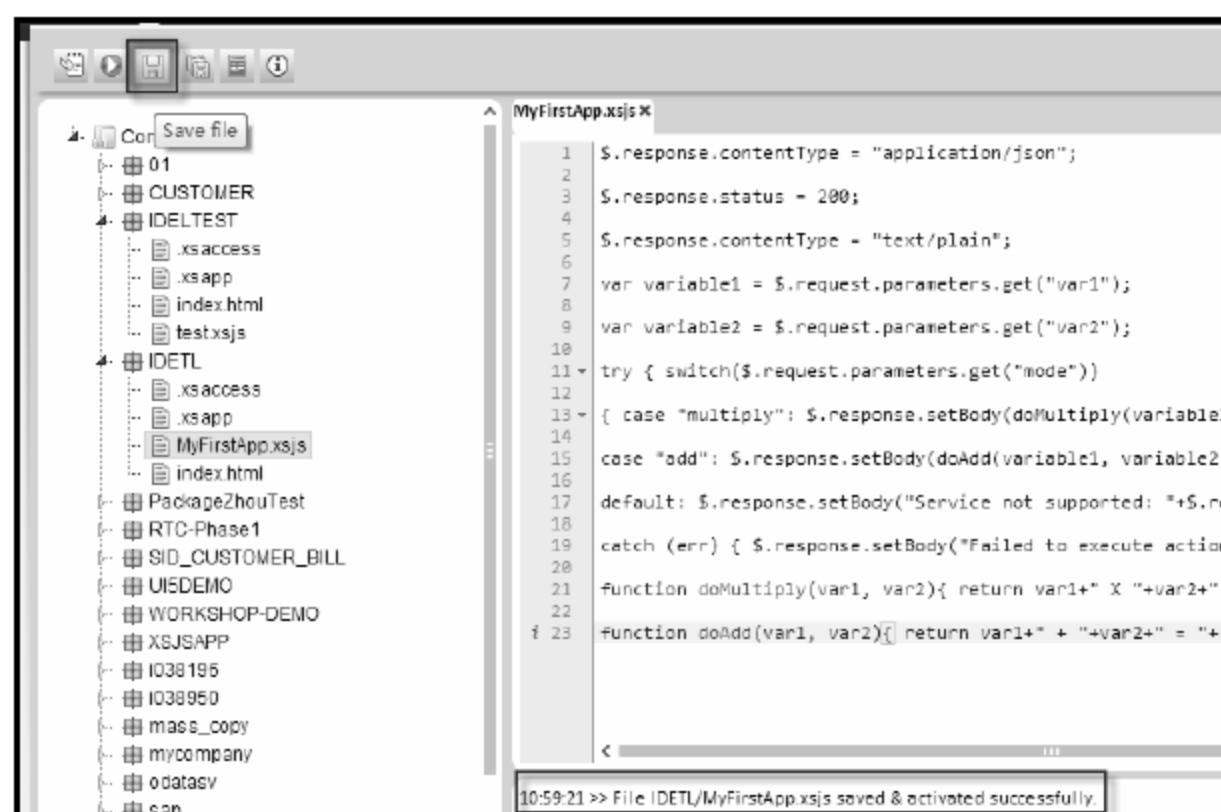 Save file
Con
01
CUSTOMER
IDELTEST
.xsaccess
.xsapp
index.html
test.xsjs
IDETL
.xsaccess
.xsapp
MyFirstApp.xsjs
index.html
PackageZhouTest
RTC-Phase1
SID_CUSTOMER_BILL
UI5DEMO
WORKSHOP-DEMO
XSJSAPP
I038195
I038950
mass_copy
mycompany
odatasv
sap
MyFirstApp.xsjs ×
1 $.response.contentType = "application/json";
2
3 $.response.status = 200;
4
5 $.response.contentType = "text/plain";
6
7 var variable1 = $.request.parameters.get("var1");
8
9 var variable2 = $.request.parameters.get("var2");
10
11 try { switch($.request.parameters.get("mode"))
12
13 { case "multiply": $.response.setBody(doMultiply(variable
14
15 case "add": $.response.setBody(doAdd(variable1, variable2
16
17 default: $.response.setBody("Service not supported: "+$.re
18
19 catch (err) { $.response.setBody("Failed to execute action
20
21 function doMultiply(var1, var2){ return var1+" X "+var2+"
22
i 23 function doAdd(var1, var2){ return var1+" + "+var2+" = "+
10:59:21 >> File IDETL/MyFirstApp.xsjs saved & activated successfully.